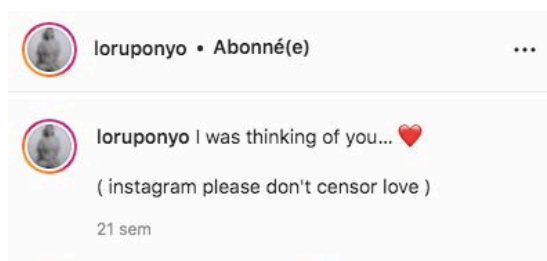 loruponyo • Abonné(e)
loruponyo I was thinking of you... ❤️
( instagram please don't censor love )
21 sem